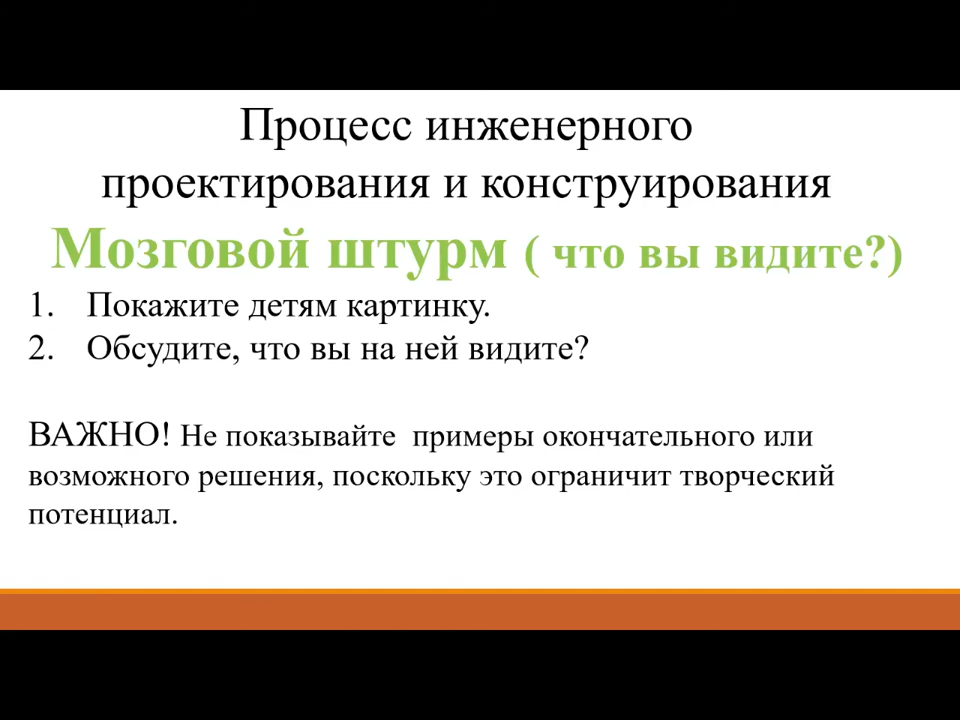 Процесс инженерного
проектирования и конструирования
Мозговой штурм ( что вы видите?)
1. Покажите детям картинку.
2. Обсудите, что вы на ней видите?
ВАЖНО! Не показывайте примеры окончательного или
возможного решения, поскольку это ограничит творческий
потенциал.